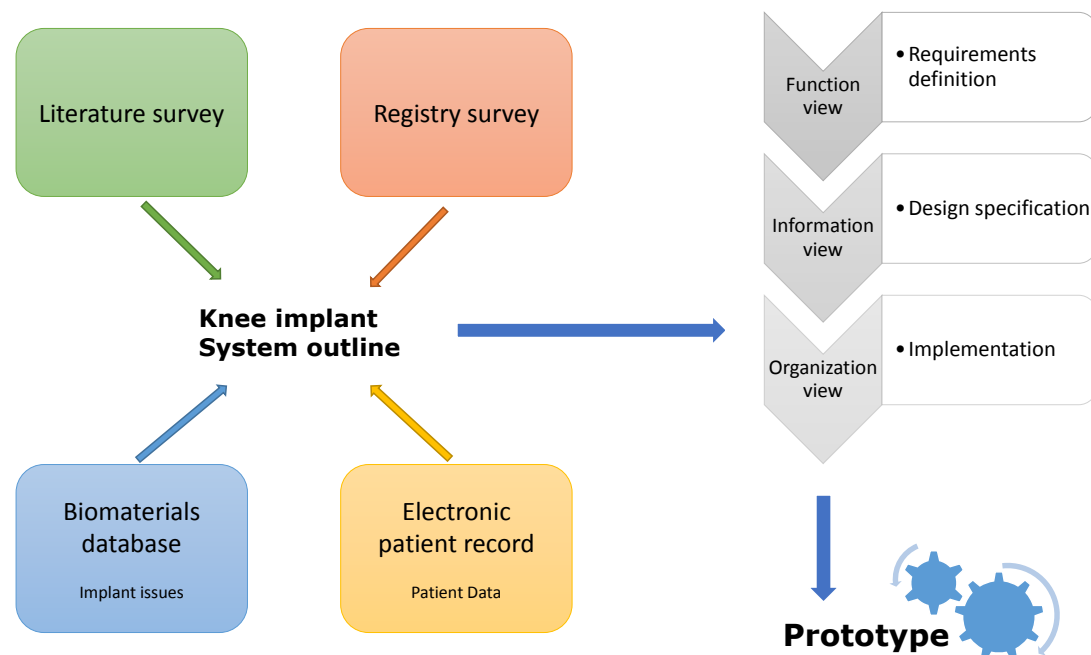 Literature survey
Registry survey
Knee implant
System outline
Biomaterials
database
Implant issues
Electronic
patient record
Patient Data
Function
view
• Requirements
definition
Information
view
• Design specification
Organization
view
• Implementation
Prototype